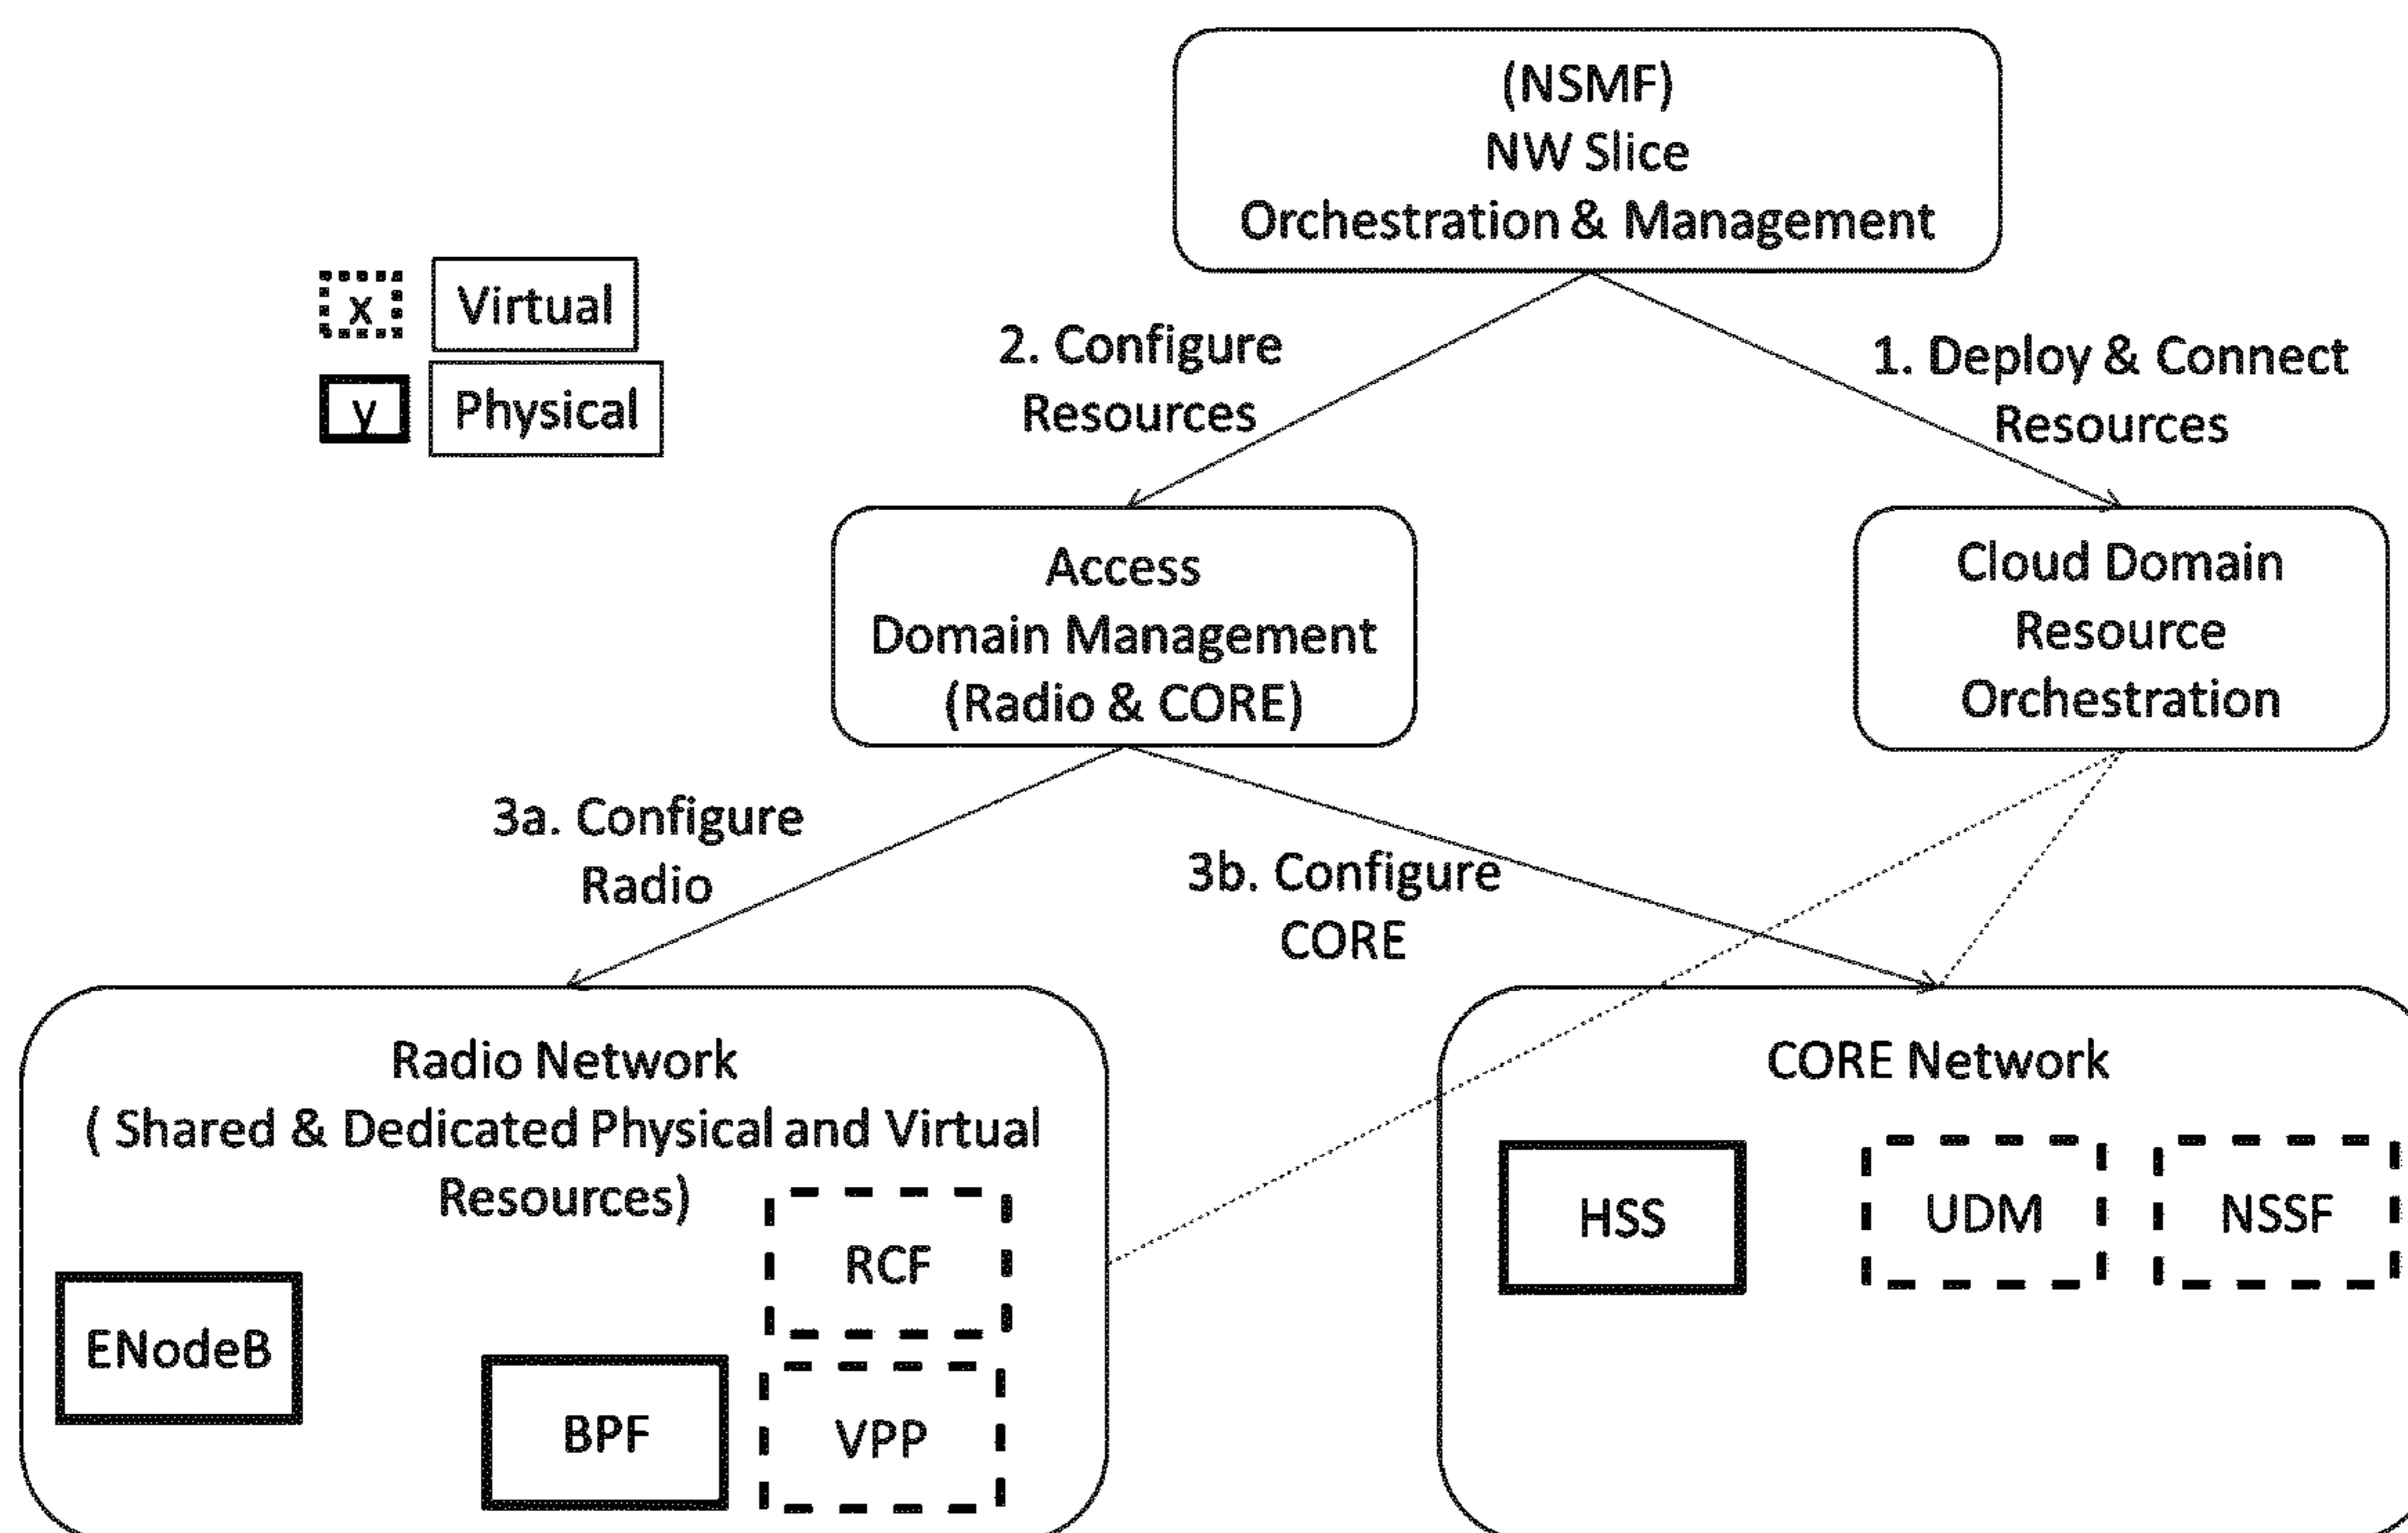 (NSMF)
NW Slice
Orchestration & Management
x
Virtual
y
Physical
2. Configure
Resources
1. Deploy & Connect
Resources
Access
Domain Management
(Radio & CORE)
Cloud Domain
Resource
Orchestration
3a. Configure
Radio
3b. Configure
CORE
Radio Network
( Shared & Dedicated Physical and Virtual
Resources)
RCF
ENodeB
BPF
VPP
CORE Network
HSS
UDM
NSSF